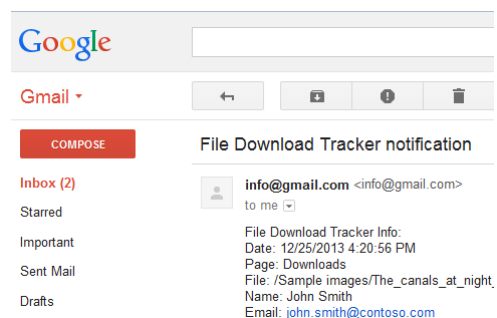 Google
Gmail
COMPOSE
File Download Tracker notification
Inbox (2)
Starred
Important
Sent Mail
Drafts
info@gmail.com <info@gmail.com>
to me
File Download Tracker Info:
Date: 12/25/2013 4:20:56 PM
Page: Downloads
File: /Sample images/The_canals_at_night_
Name: John Smith
Email: john.smith@contoso.com